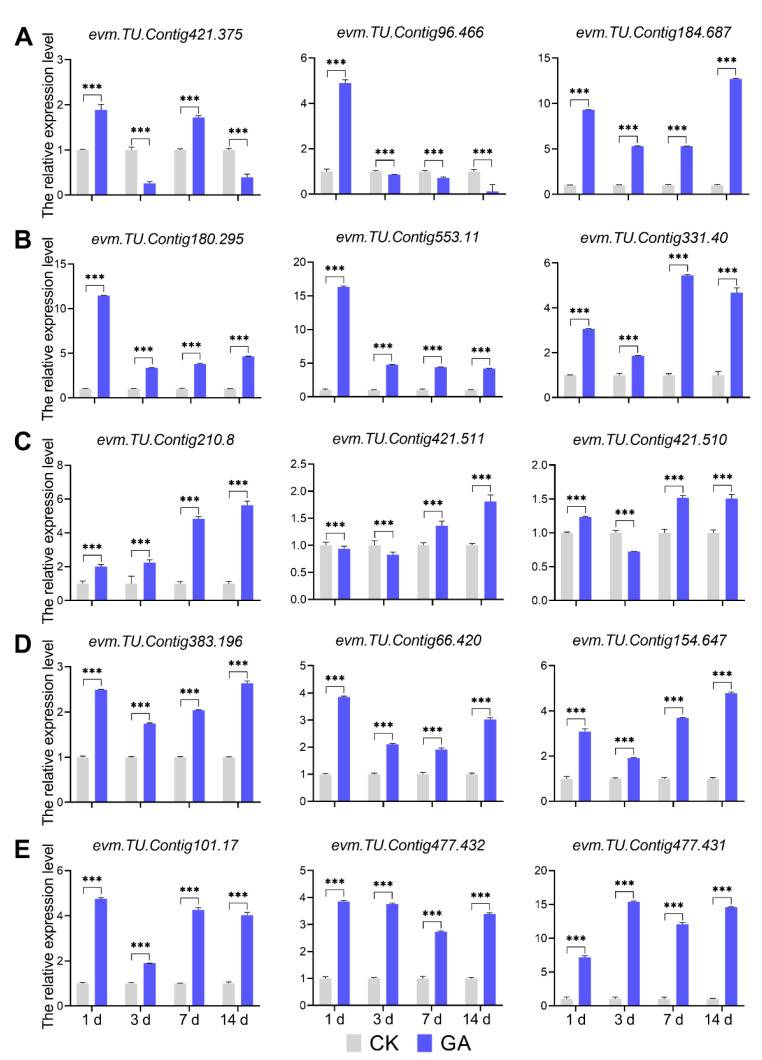 A
evm.TU.Contig421.375
evm.TU.Contig96.466
evm.TU.Contig184.687
The relative expression level
3
2
1
0
*** *** *** ***
6
4
2
0
*** *** *** ***
15
10
5
0
*** *** *** ***
B
evm.TU.Contig180.295
evm.TU.Contig553.11
evm.TU.Contig331.40
The relative expression level
15
10
5
0
*** *** *** ***
20
15
10
5
0
*** *** *** ***
6
4
2
0
*** *** *** ***
C
evm.TU.Contig210.8
evm.TU.Contig421.511
evm.TU.Contig421.510
The relative expression level
8
6
4
2
0
*** *** *** ***
2.5
2.0
1.5
1.0
0.5
0.0
*** *** *** ***
2.0
1.5
1.0
0.5
0.0
*** *** *** ***
D
evm.TU.Contig383.196
evm.TU.Contig66.420
evm.TU.Contig154.647
The relative expression level
3
2
1
0
*** *** *** ***
5
4
3
2
1
0
*** *** *** ***
6
4
2
0
*** *** *** ***
E
evm.TU.Contig101.17
evm.TU.Contig477.432
evm.TU.Contig477.431
The relative expression level
6
4
2
0
*** *** *** ***
5
4
3
2
1
0
*** *** *** ***
20
15
10
5
0
*** *** *** ***
1 d 3 d 7 d 14 d
1 d 3 d 7 d 14 d
1 d 3 d 7 d 14 d
CK GA